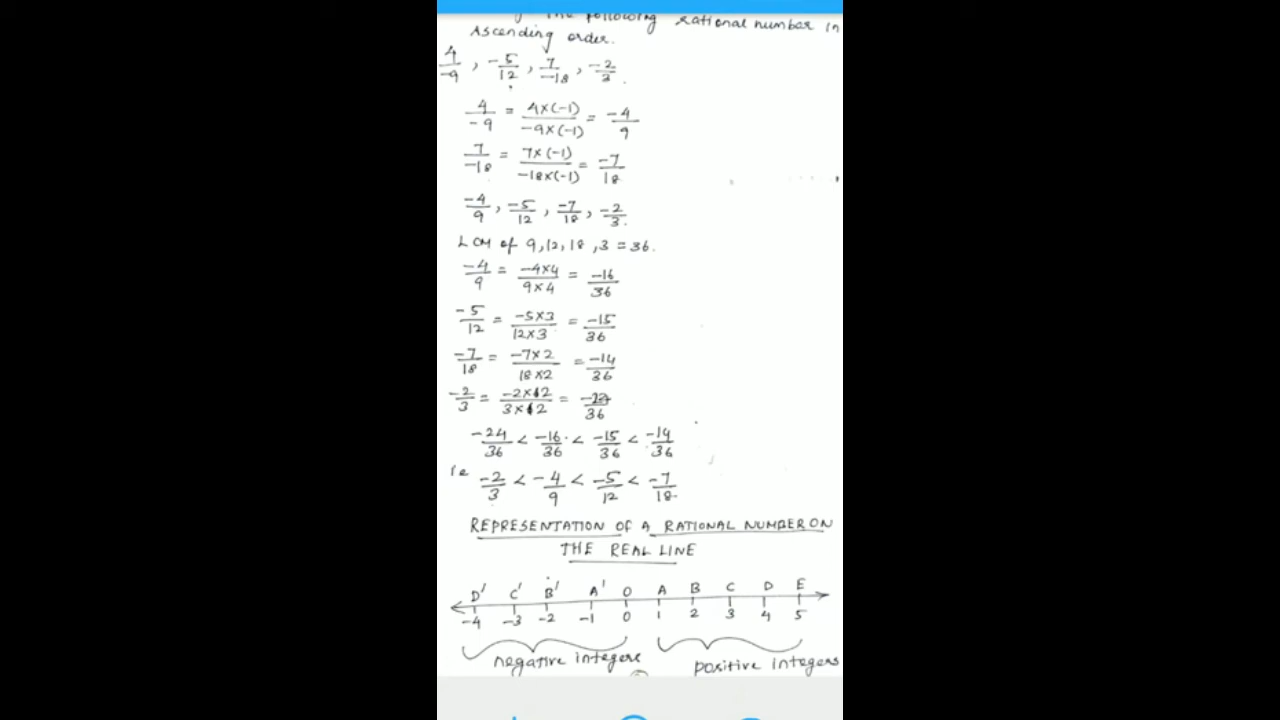 The following rational number in
Ascending order.
4/-9 , -5/12 , 7/-18 , -2/3 .
4/-9 = 4×(-1)/-9×(-1) = -4/9
7/-18 = 7×(-1)/-18×(-1) = -7/18
-4/9 , -5/12 , -7/18 , -2/3.
LCM of 9,12,18,3 = 36.
-4/9 = -4×4/9×4 = -16/36
-5/12 = -5×3/12×3 = -15/36
-7/18 = -7×2/18×2 = -14/36
-2/3 = -2×12/3×12 = /36
-24/36 < -16/36 < -15/36 < -14/36
ie -2/3 < -4/9 < -5/12 < -7/18
REPRESENTATION OF A RATIONAL NUMBER ON
THE REAL LINE
D' C' B' A' O A B C D E
-4 -3 -2 -1 0 1 2 3 4 5
negative integers positive integers